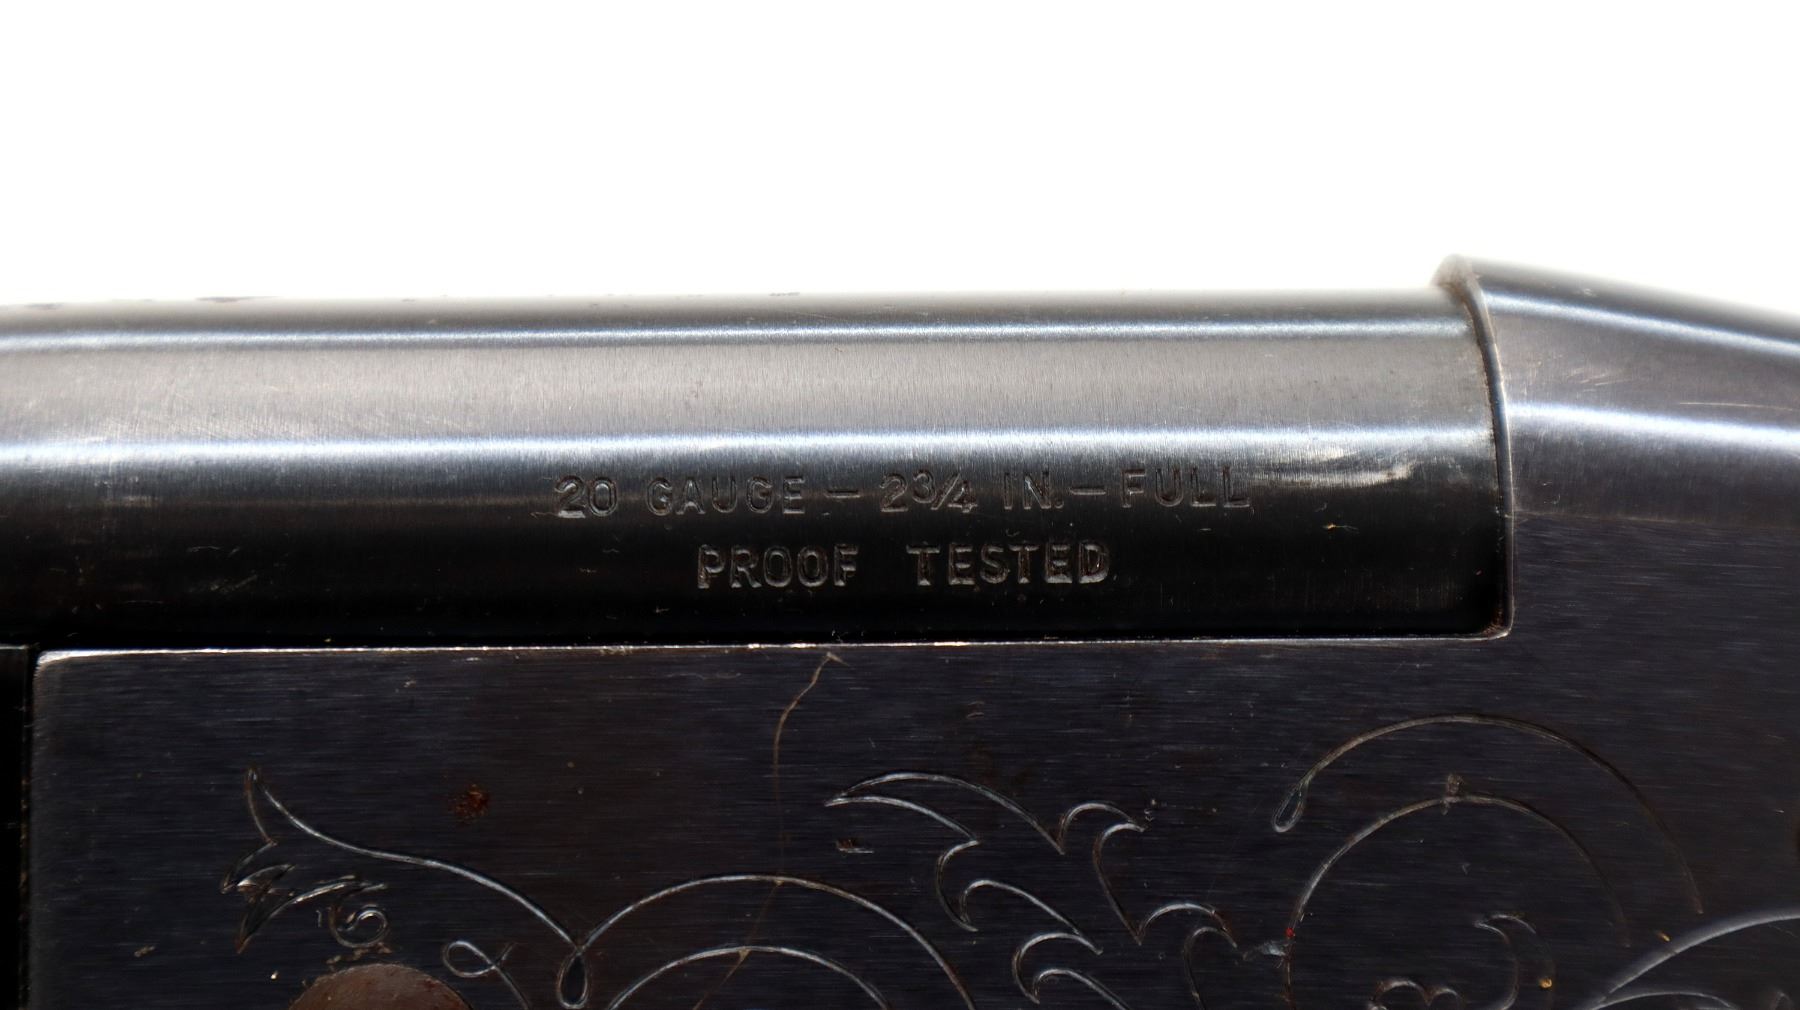 20 GAUGE – 2¾ IN. – FULL
PROOF TESTED